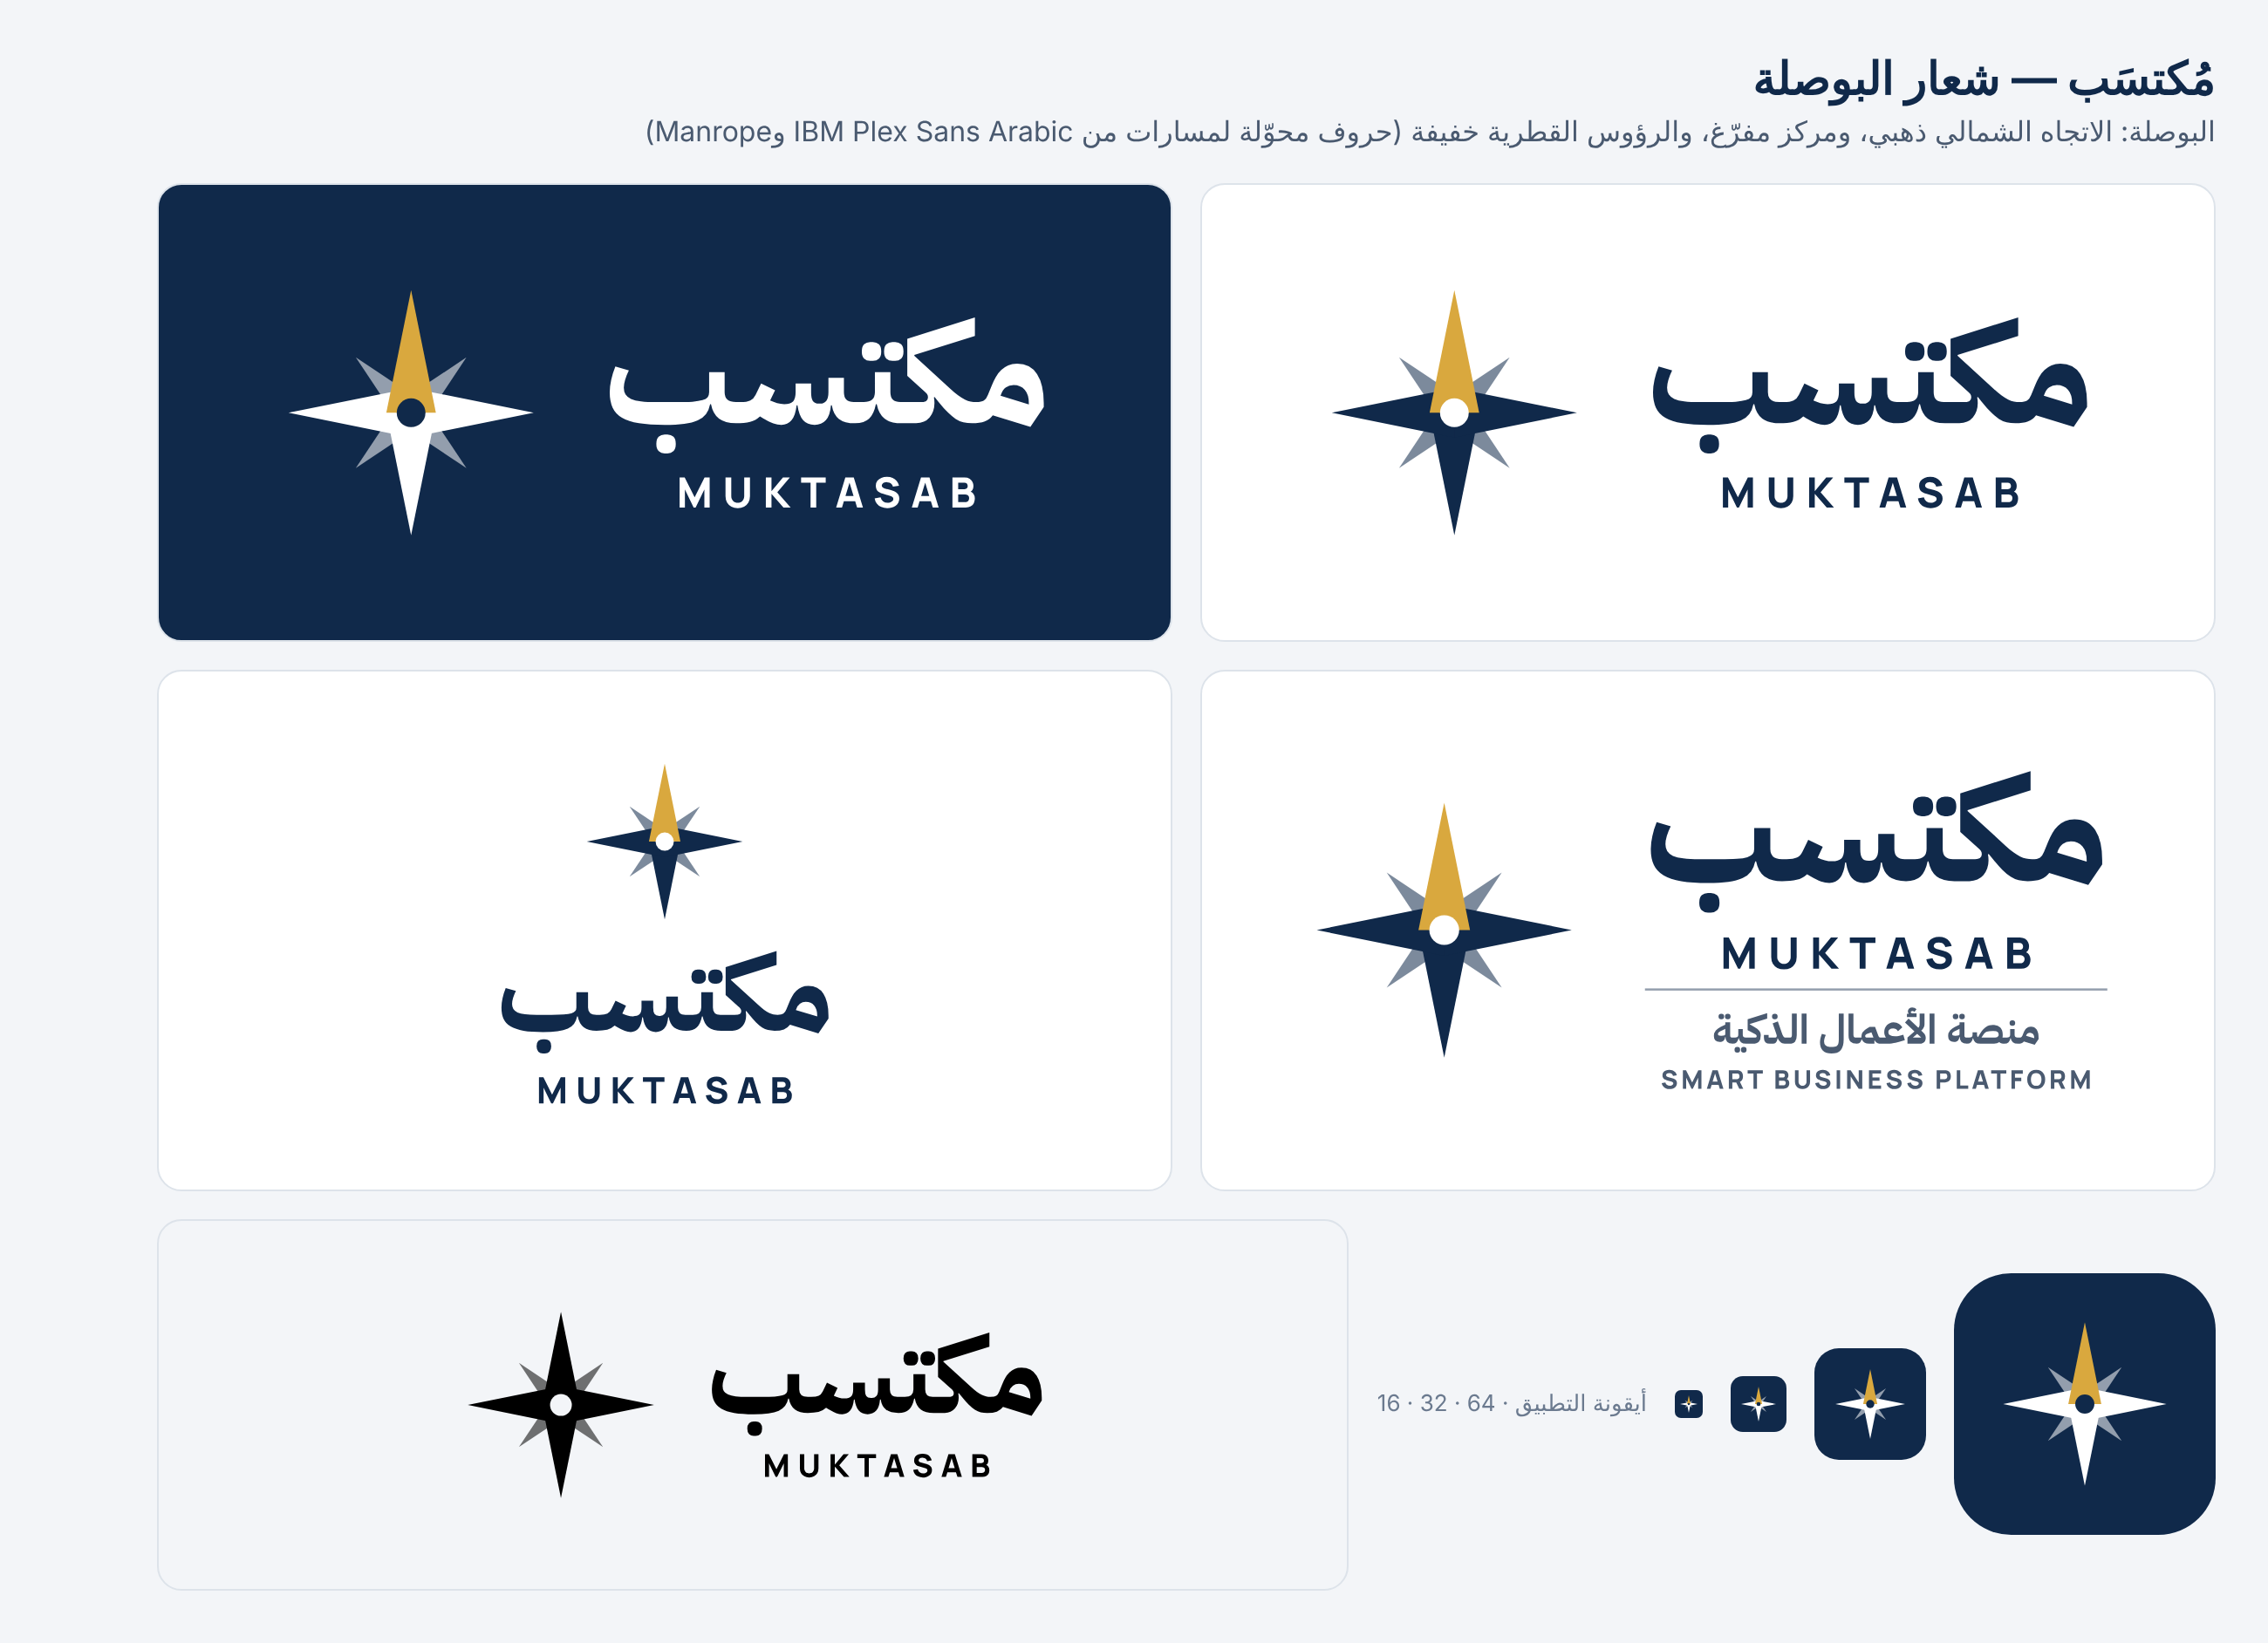 مُكتسَب — شعار البوصلة
البوصلة: الاتجاه الشمالي ذهبي، ومركز مفرّغ، والرؤوس القطرية خفيفة (حروف محوّلة لمسارات من IBM Plex Sans Arabic وManrope)
مكتسب
MUKTASAB
مكتسب
MUKTASAB
مكتسب
MUKTASAB
منصة الأعمال الذكية
SMART BUSINESS PLATFORM
مكتسب
MUKTASAB
أيقونة التطبيق · 64 · 32 · 16
مكتسب
MUKTASAB